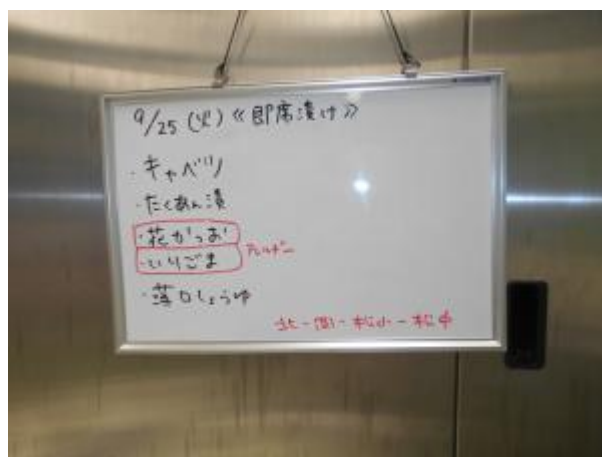 9/25 (火) 《即席漬け》
・キャベツ
・たくあん漬
・花かつお
・いりごま
アレルギー
・薄口しょうゆ
北-国-松小-松中